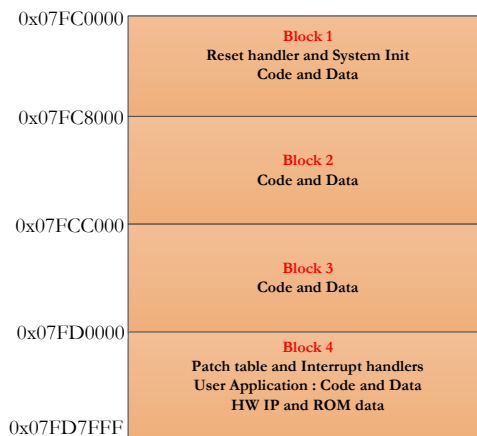 0x07FC0000
Block 1
Reset handler and System Init
Code and Data
0x07FC8000
Block 2
Code and Data
0x07FCC000
Block 3
Code and Data
0x07FD0000
Block 4
Patch table and Interrupt handlers
User Application : Code and Data
HW IP and ROM data
0x07FD7FFF